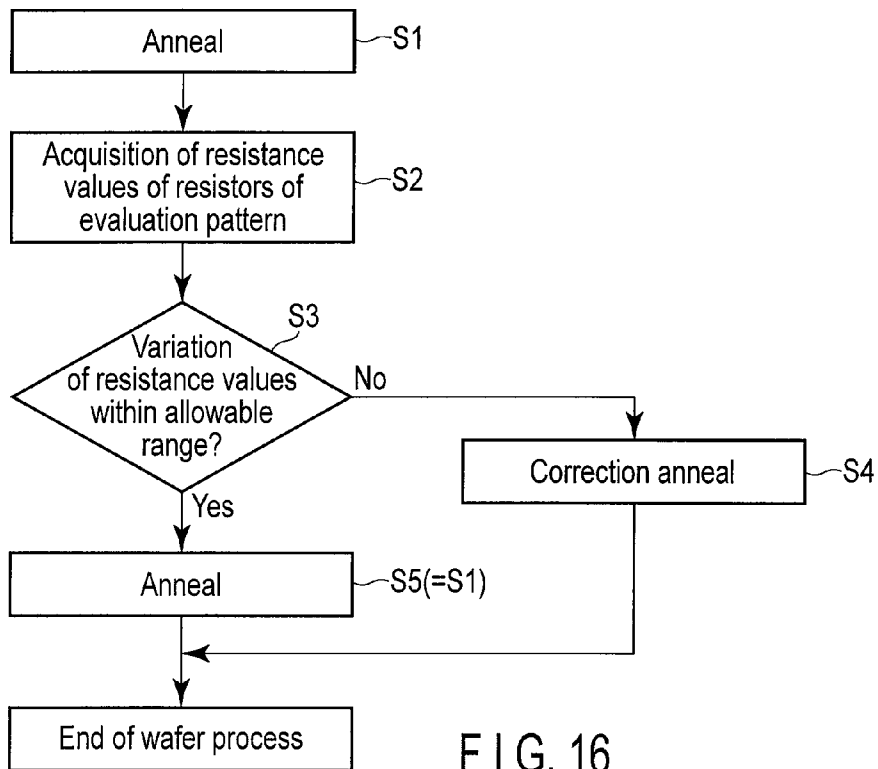 Anneal
S1
Acquisition of resistance
values of resistors of
evaluation pattern
S2
S3
Variation
of resistance values
within allowable
range?
No
Yes
Correction anneal
S4
Anneal
S5(=S1)
End of wafer process
FIG. 16